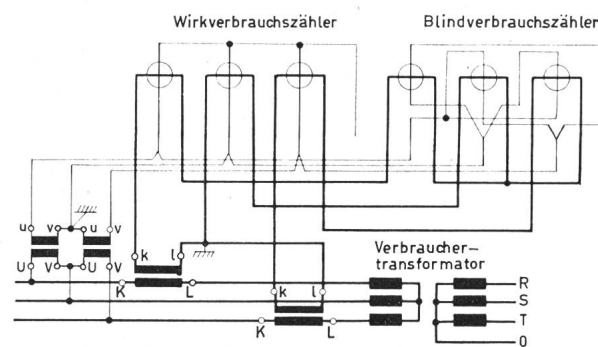 Wirkverbrauchszähler Blindverbrauchszähler
u v u v
U V U V
k l
K L
k l
K L
Verbraucher-
transformator
R
S
T
0